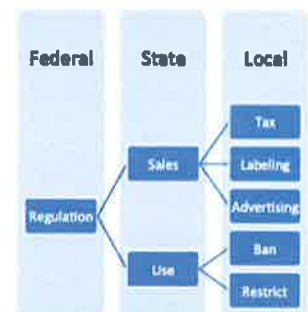 Federal State Local
Tax
Sales Labeling
Regulation Advertising
Use Ban
Restrict